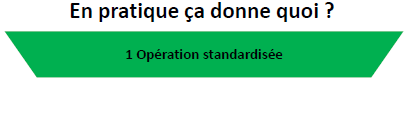 En pratique ça donne quoi ?
1 Opération standardisée